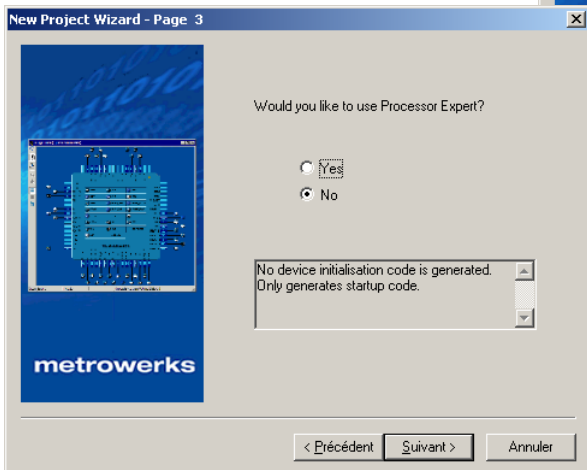 New Project Wizard - Page 3
Would you like to use Processor Expert?
Yes
No
No device initialisation code is generated.
Only generates startup code.
metrowerks
< Précédent
Suivant >
Annuler